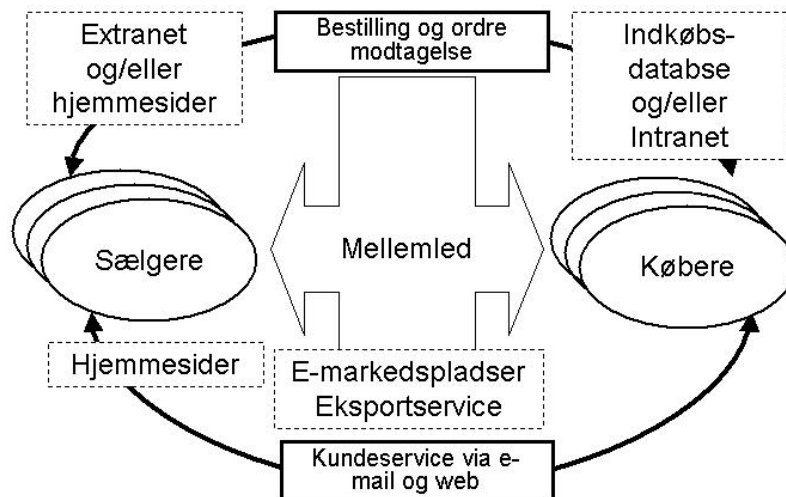 Extranet
og/eller
hjemmesider
Bestilling og ordre
modtagelse
Indkøbs-
databse
og/eller
Intranet
Sælgere
Mellemled
Købere
Hjemmesider
E-markedspladser
Eksportservice
Kundeservice via e-
mail og web